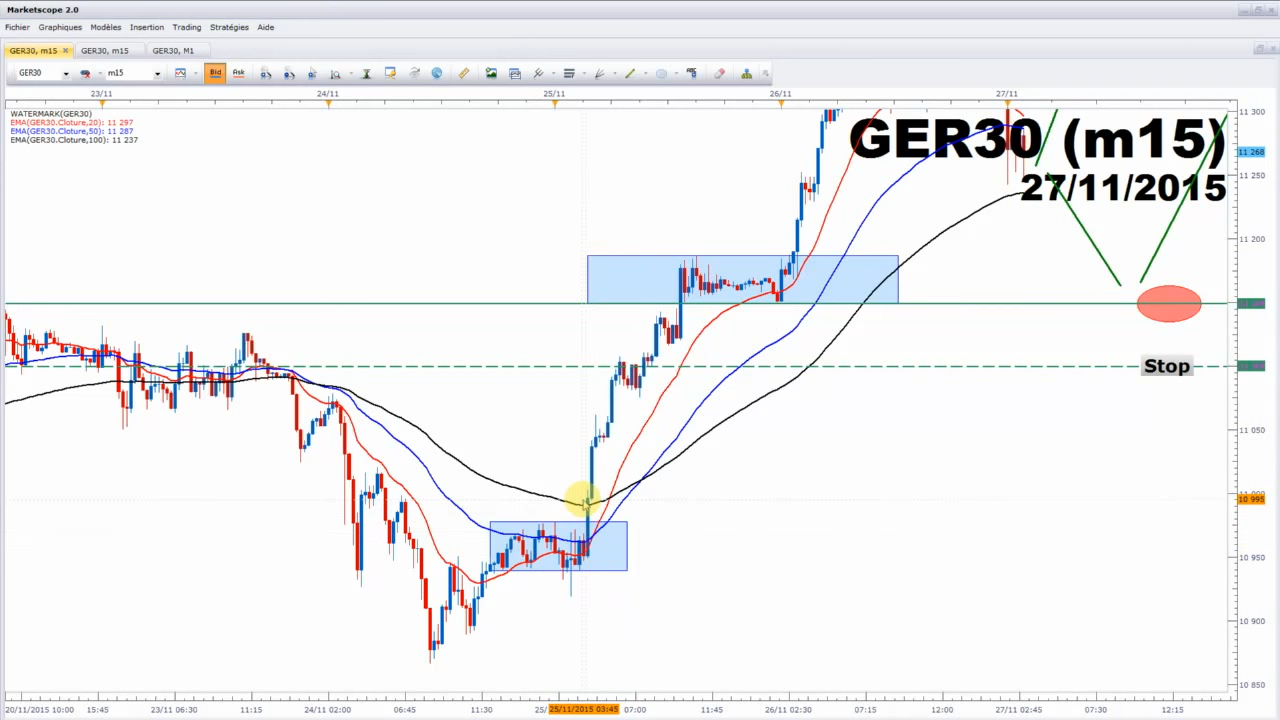 Marketscope 2.0
Fichier Graphiques Modèles Insertion Trading Stratégies Aide
GER30, m15 GER30, m15 GER30, M1
GER30 m15 Bid Ask
23/11 24/11 25/11 26/11 27/11
WATERMARK(GER30)
EMA(GER30.Cloture,20): 11 297
EMA(GER30.Cloture,50): 11 287
EMA(GER30.Cloture,100): 11 237
GER30 (m15)
27/11/2015
11 300
11 268
11 250
11 200
Stop
11 050
10 995
10 950
10 900
10 850
20/11/2015 10:00 15:45 23/11 06:30 11:15 24/11 02:00 06:45 11:30 25/ 25/11/2015 03:45 07:00 11:45 26/11 02:30 07:15 12:00 27/11 02:45 07:30 12:15